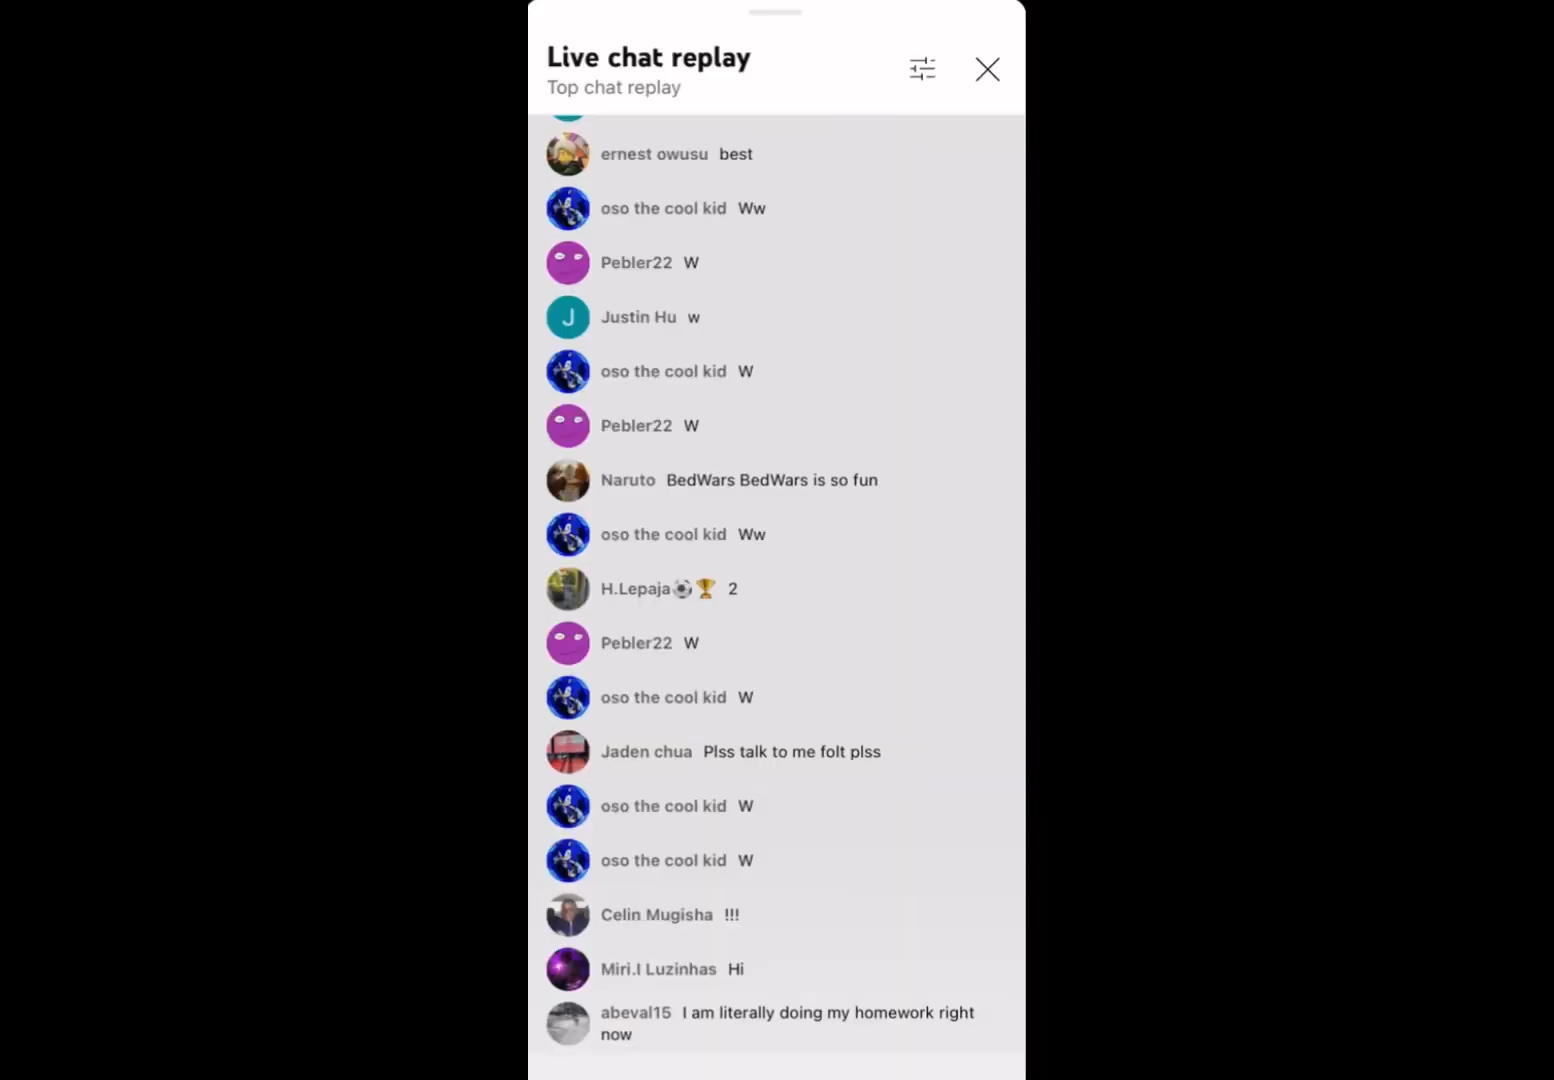 Live chat replay
Top chat replay
ernest owusu best
oso the cool kid Ww
Pebler22 W
J
Justin Hu w
oso the cool kid W
Pebler22 W
Naruto BedWars BedWars is so fun
oso the cool kid Ww
H.Lepaja⚽🏆 2
Pebler22 W
oso the cool kid W
Jaden chua Plss talk to me folt plss
oso the cool kid W
oso the cool kid W
Celin Mugisha !!!
Miri.I Luzinhas Hi
abeval15 I am literally doing my homework right
now